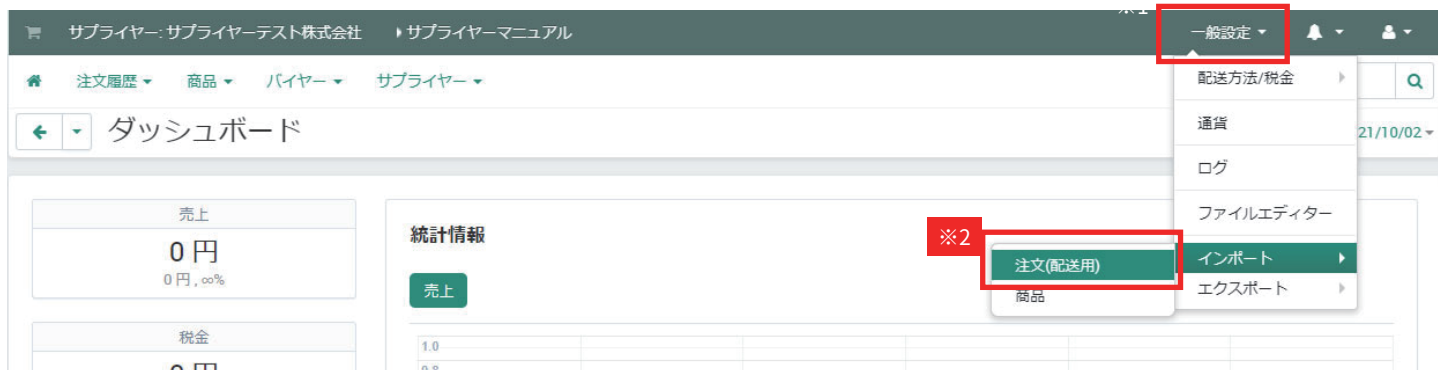 ※1
サプライヤー: サプライヤーテスト株式会社 サプライヤーマニュアル 一般設定
注文履歴 商品 バイヤー サプライヤー
配送方法/税金
ダッシュボード
通貨
21/10/02
ログ
ファイルエディター
売上
0 円
0 円 , ∞%
統計情報
※2
注文(配送用)
インポート
売上
商品
エクスポート
税金
0 円
1.0
0.8